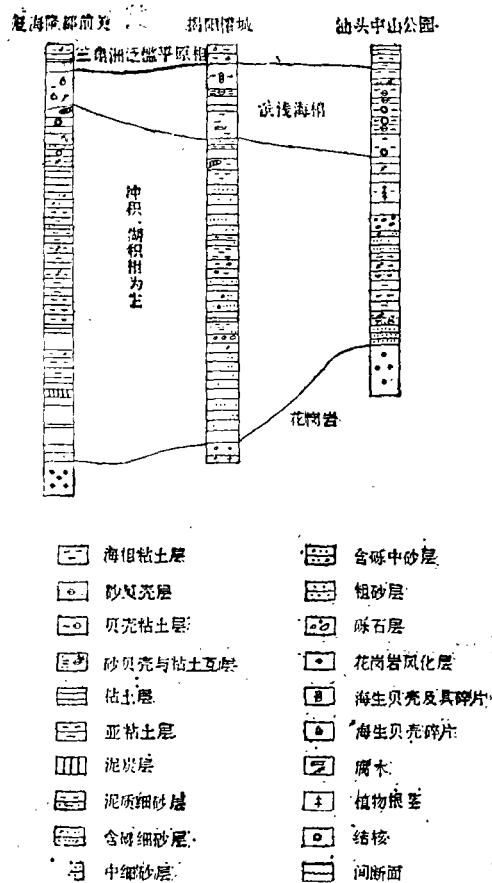 澄海隆都前美 揭阳榕城 汕头中山公园
三角洲泛滥平原相
滨浅海相
冲积、湖积相为主
花岗岩
海相粘土层
砂贝壳层
贝壳粘土层
砂贝壳与粘土互层
粘土层
亚粘土层
泥炭层
泥质细砂层
含砾细砂层
中细砂层
含砾中砂层
粗砂层
砾石层
花岗岩风化层
海生贝壳及其碎片
海生贝壳碎片
腐木
植物根茎
结核
间断面